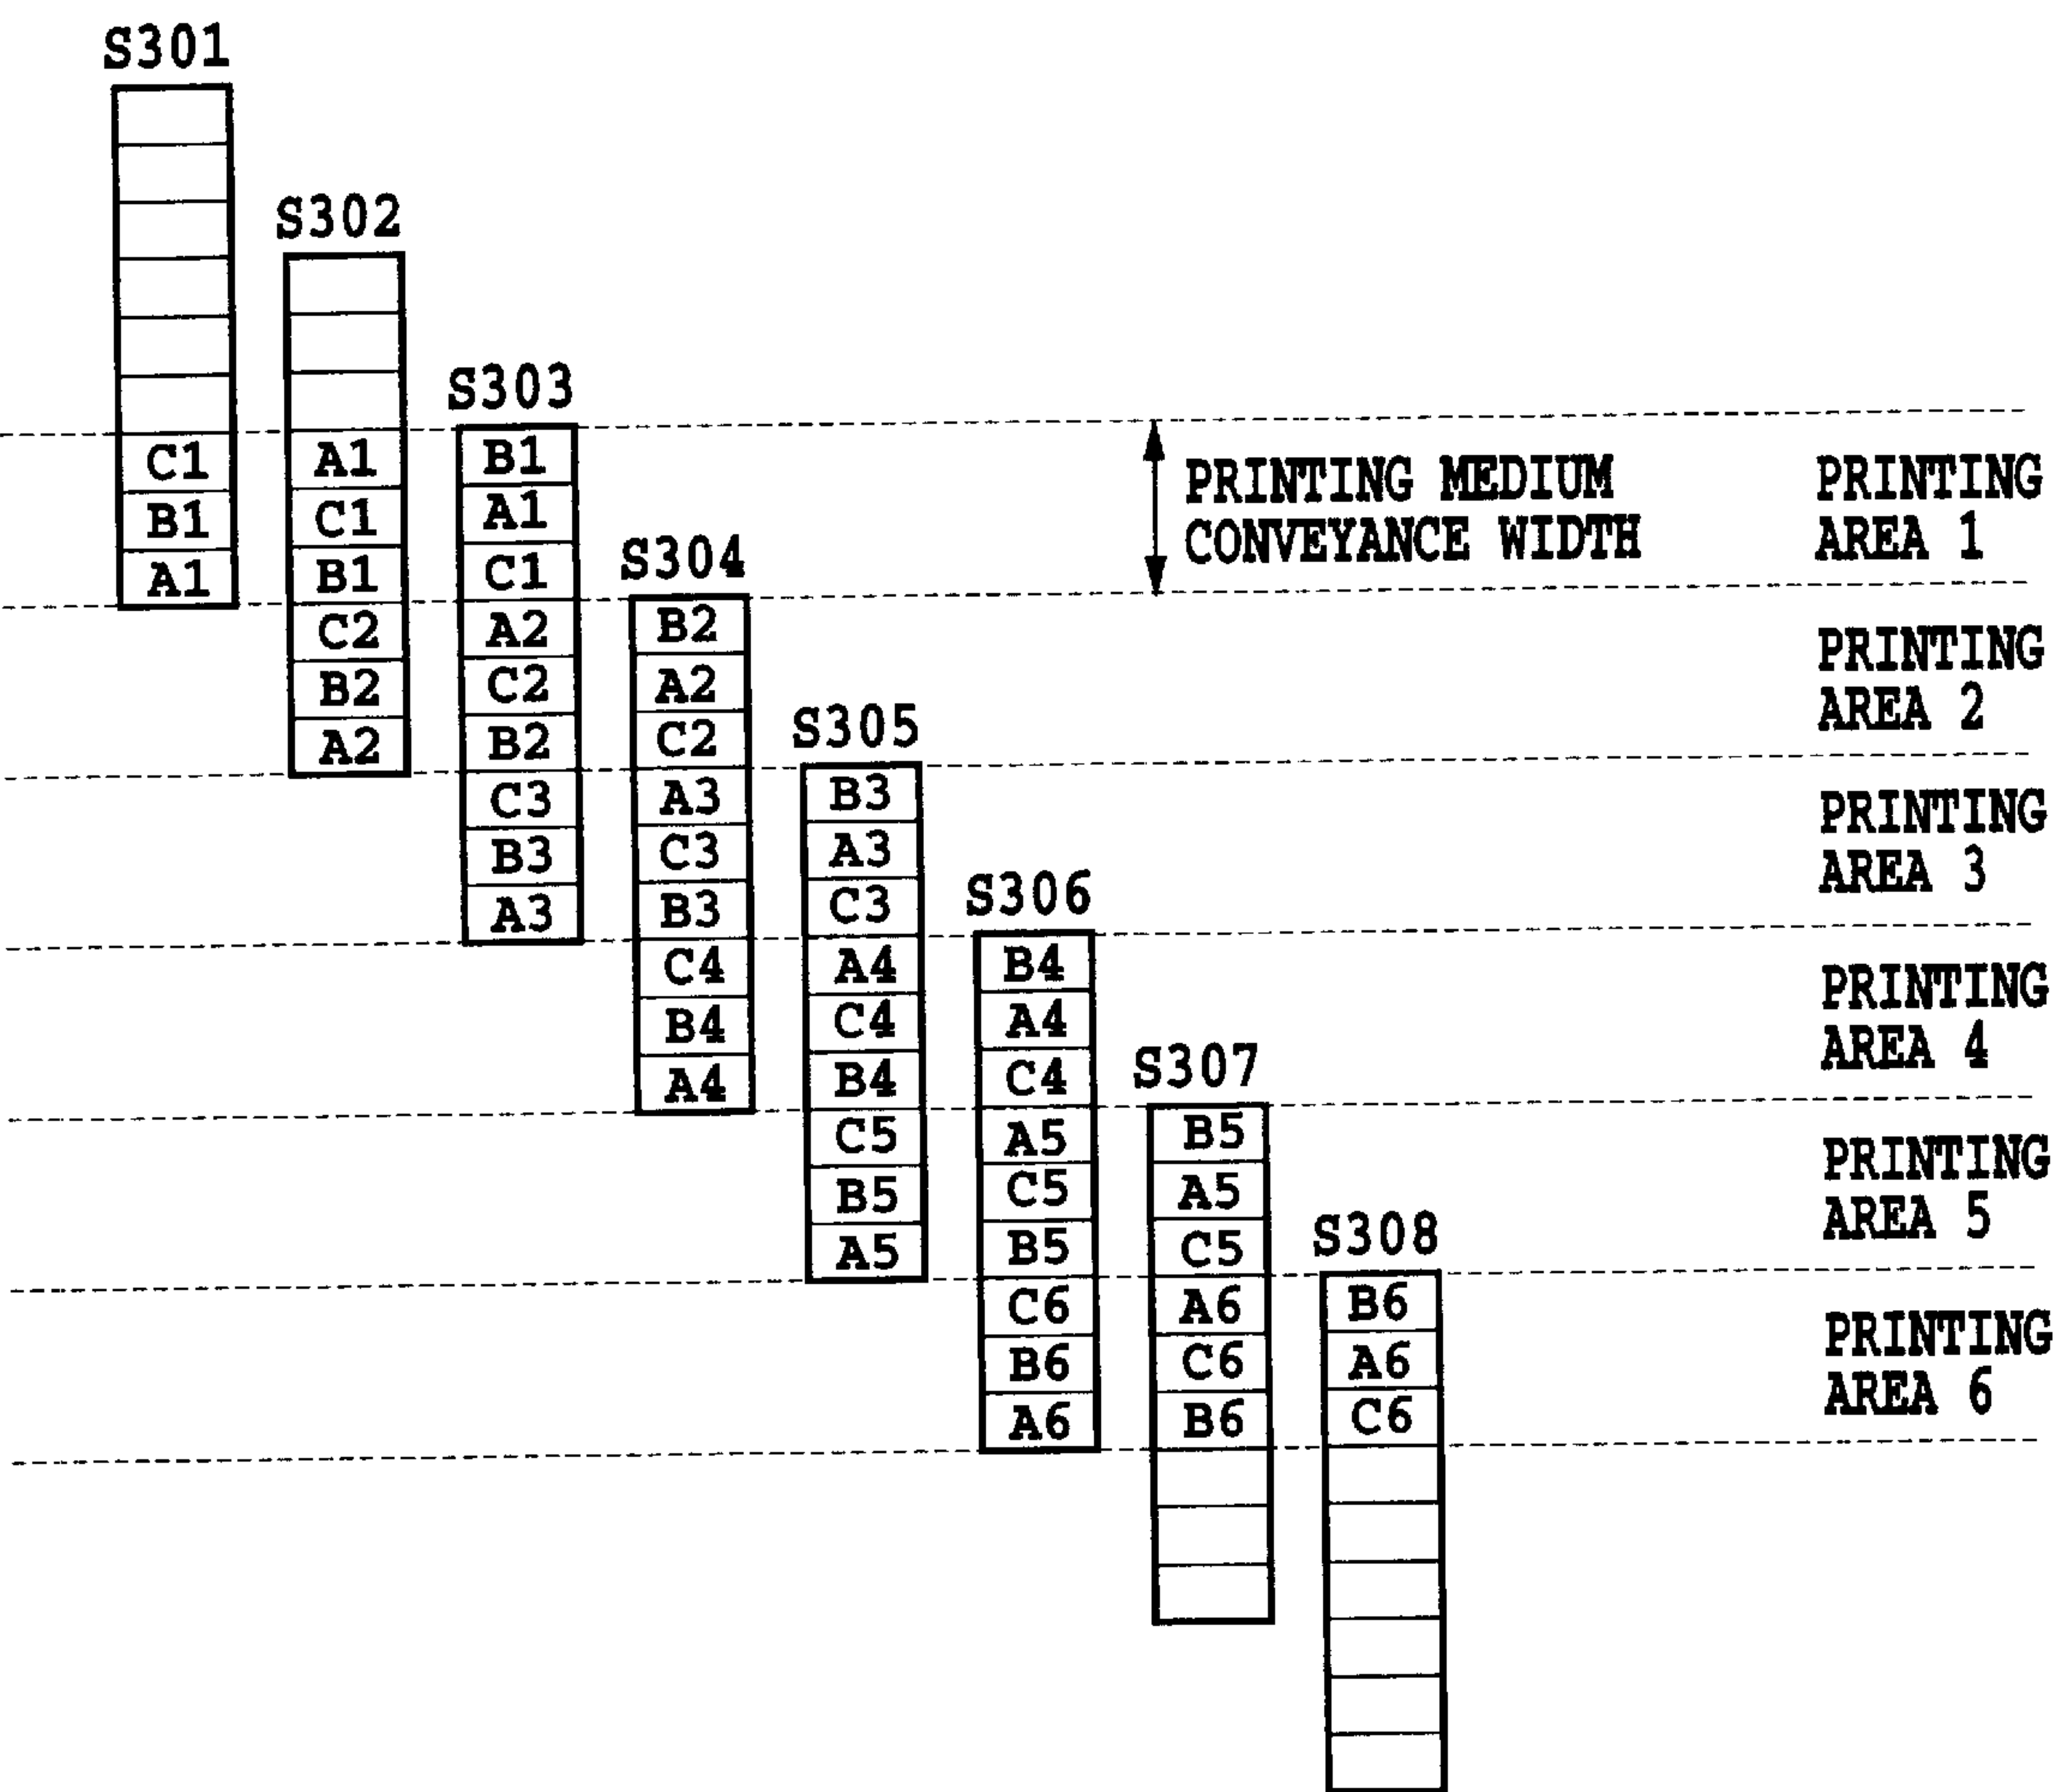 S301
C1
B1
A1
S302
A1
C1
B1
C2
B2
A2
S303
B1
A1
C1
A2
C2
B2
C3
B3
A3
S304
B2
A2
C2
A3
C3
B3
C4
B4
A4
S305
B3
A3
C3
A4
C4
B4
C5
B5
A5
S306
B4
A4
C4
A5
C5
B5
C6
B6
A6
S307
B5
A5
C5
A6
C6
B6
S308
B6
A6
C6
PRINTING MEDIUM
CONVEYANCE WIDTH
PRINTING
AREA 1
PRINTING
AREA 2
PRINTING
AREA 3
PRINTING
AREA 4
PRINTING
AREA 5
PRINTING
AREA 6